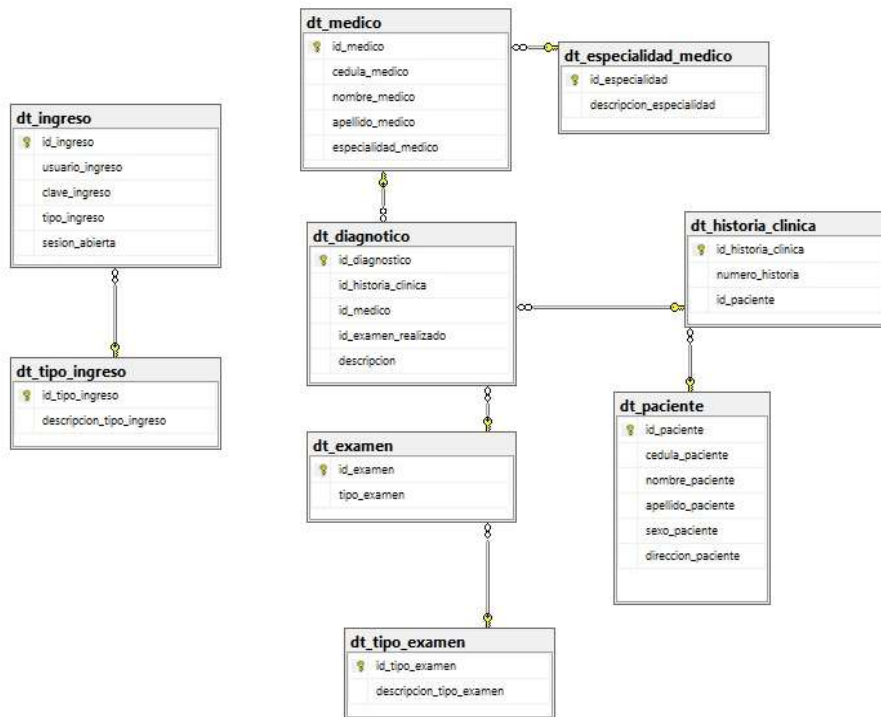 dt_medico
id_medico
cedula_medico
nombre_medico
apellido_medico
especialidad_medico
dt_especialidad_medico
id_especialidad
descripcion_especialidad
dt_ingreso
id_ingreso
usuario_ingreso
clave_ingreso
tipo_ingreso
sesion_abierta
dt_diagnotico
id_diagnostico
id_historia_clinica
id_medico
id_examen_realizado
descripcion
dt_historia_clinica
id_historia_clinica
numero_historia
id_paciente
dt_tipo_ingreso
id_tipo_ingreso
descripcion_tipo_ingreso
dt_paciente
id_paciente
cedula_paciente
nombre_paciente
apellido_paciente
sexo_paciente
direccion_paciente
dt_examen
id_examen
tipo_examen
dt_tipo_examen
id_tipo_examen
descripcion_tipo_examen